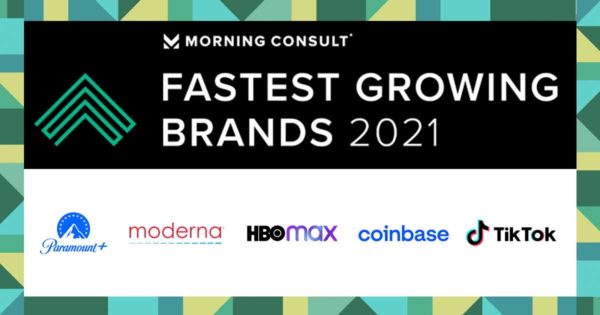 MORNING CONSULT®
FASTEST GROWING
BRANDS 2021
Paramount+ moderna® HBOmax coinbase TikTok